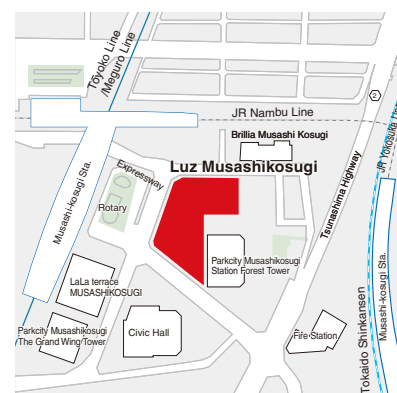 Tōyoko Line
/Meguro Line
2
JR Nambu Line
JR Yokosuka
Brillia Musashi Kosugi
Luz Musashikosugi
Expressway
Musashi-kosugi Sta.
Rotary
Tsunashima Highway
Parkcity Musashikosugi
Station Forest Tower
LaLa terrace
MUSASHIKOSUGI
Musashi-kosugi Sta.
Tokaido Shinkansen
Parkcity Musashikosugi
The Grand Wing Tower
Civic Hall
Fire Station